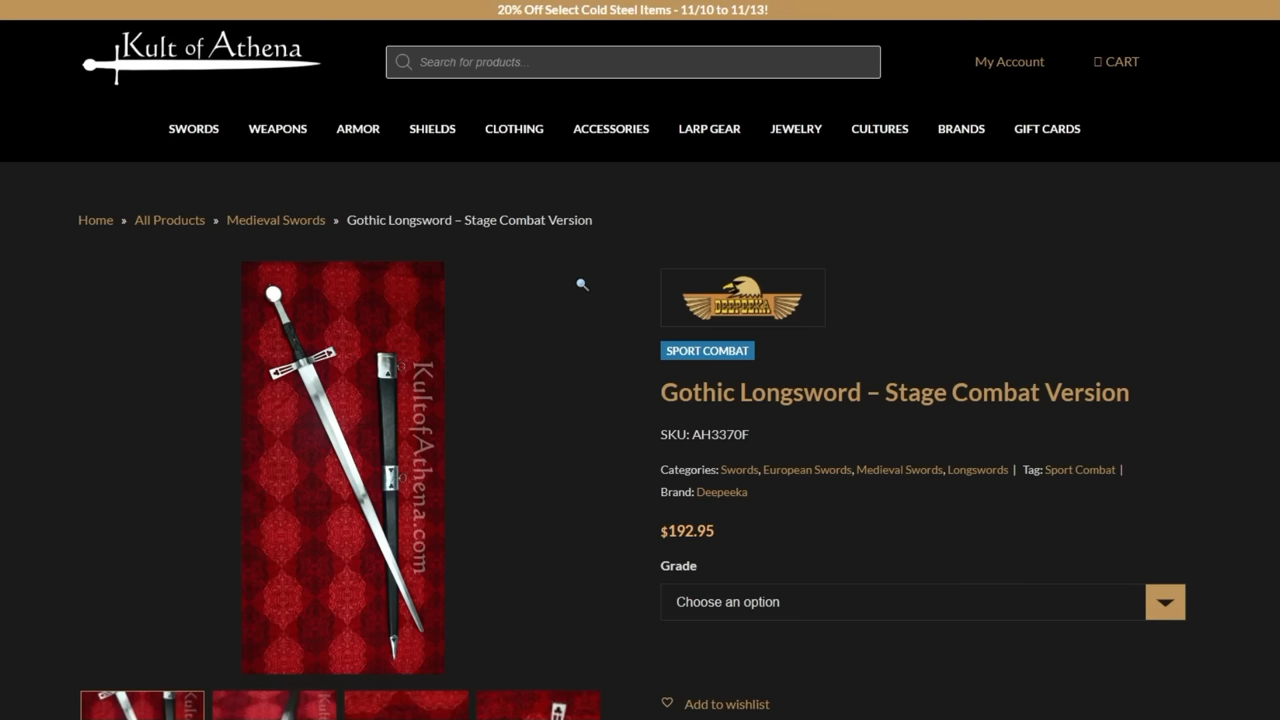 20% Off Select Cold Steel Items - 11/10 to 11/13!
Kult of Athena
Search for products...
My Account
CART
SWORDS WEAPONS ARMOR SHIELDS CLOTHING ACCESSORIES LARP GEAR JEWELRY CULTURES BRANDS GIFT CARDS
Home » All Products » Medieval Swords » Gothic Longsword – Stage Combat Version
KultofAthena.com
DEEPEEKA
SPORT COMBAT
Gothic Longsword – Stage Combat Version
SKU: AH3370F
Categories: Swords, European Swords, Medieval Swords, Longswords | Tag: Sport Combat |
Brand: Deepeeka
$192.95
Grade
Choose an option
Add to wishlist